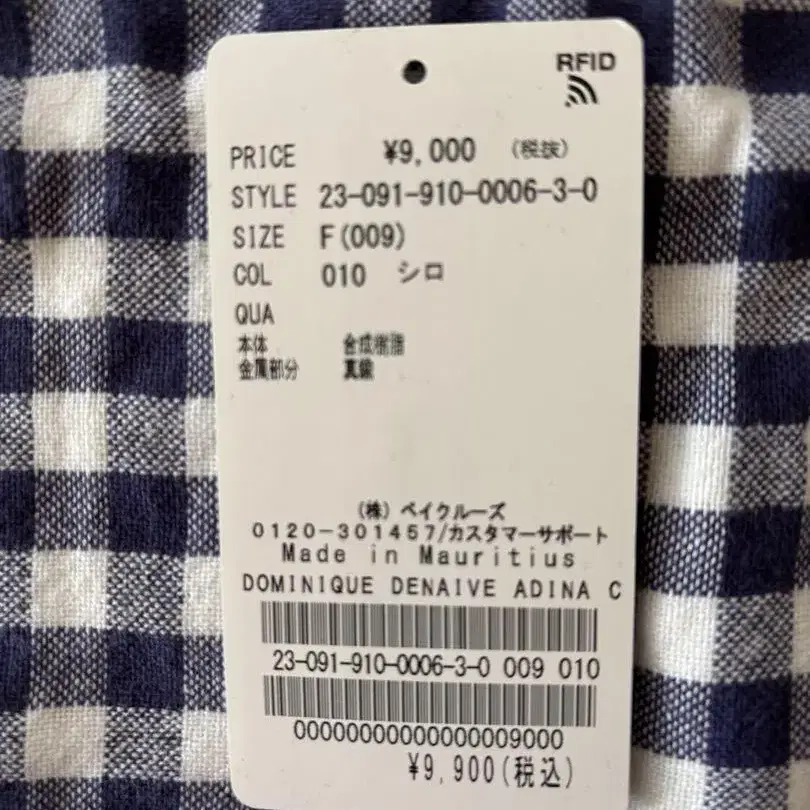 RFID
PRICE ¥9,000 (税抜)
STYLE 23-091-910-0006-3-0
SIZE F(009)
COL 010 シロ
QUA
本体 合成樹脂
金属部分 真鍮
(株)ベイクルーズ
0120-301457/カスタマーサポート
Made in Mauritius
DOMINIQUE DENAIVE ADINA C
23-091-910-0006-3-0 009 010
00000000000000009000
¥9,900(税込)